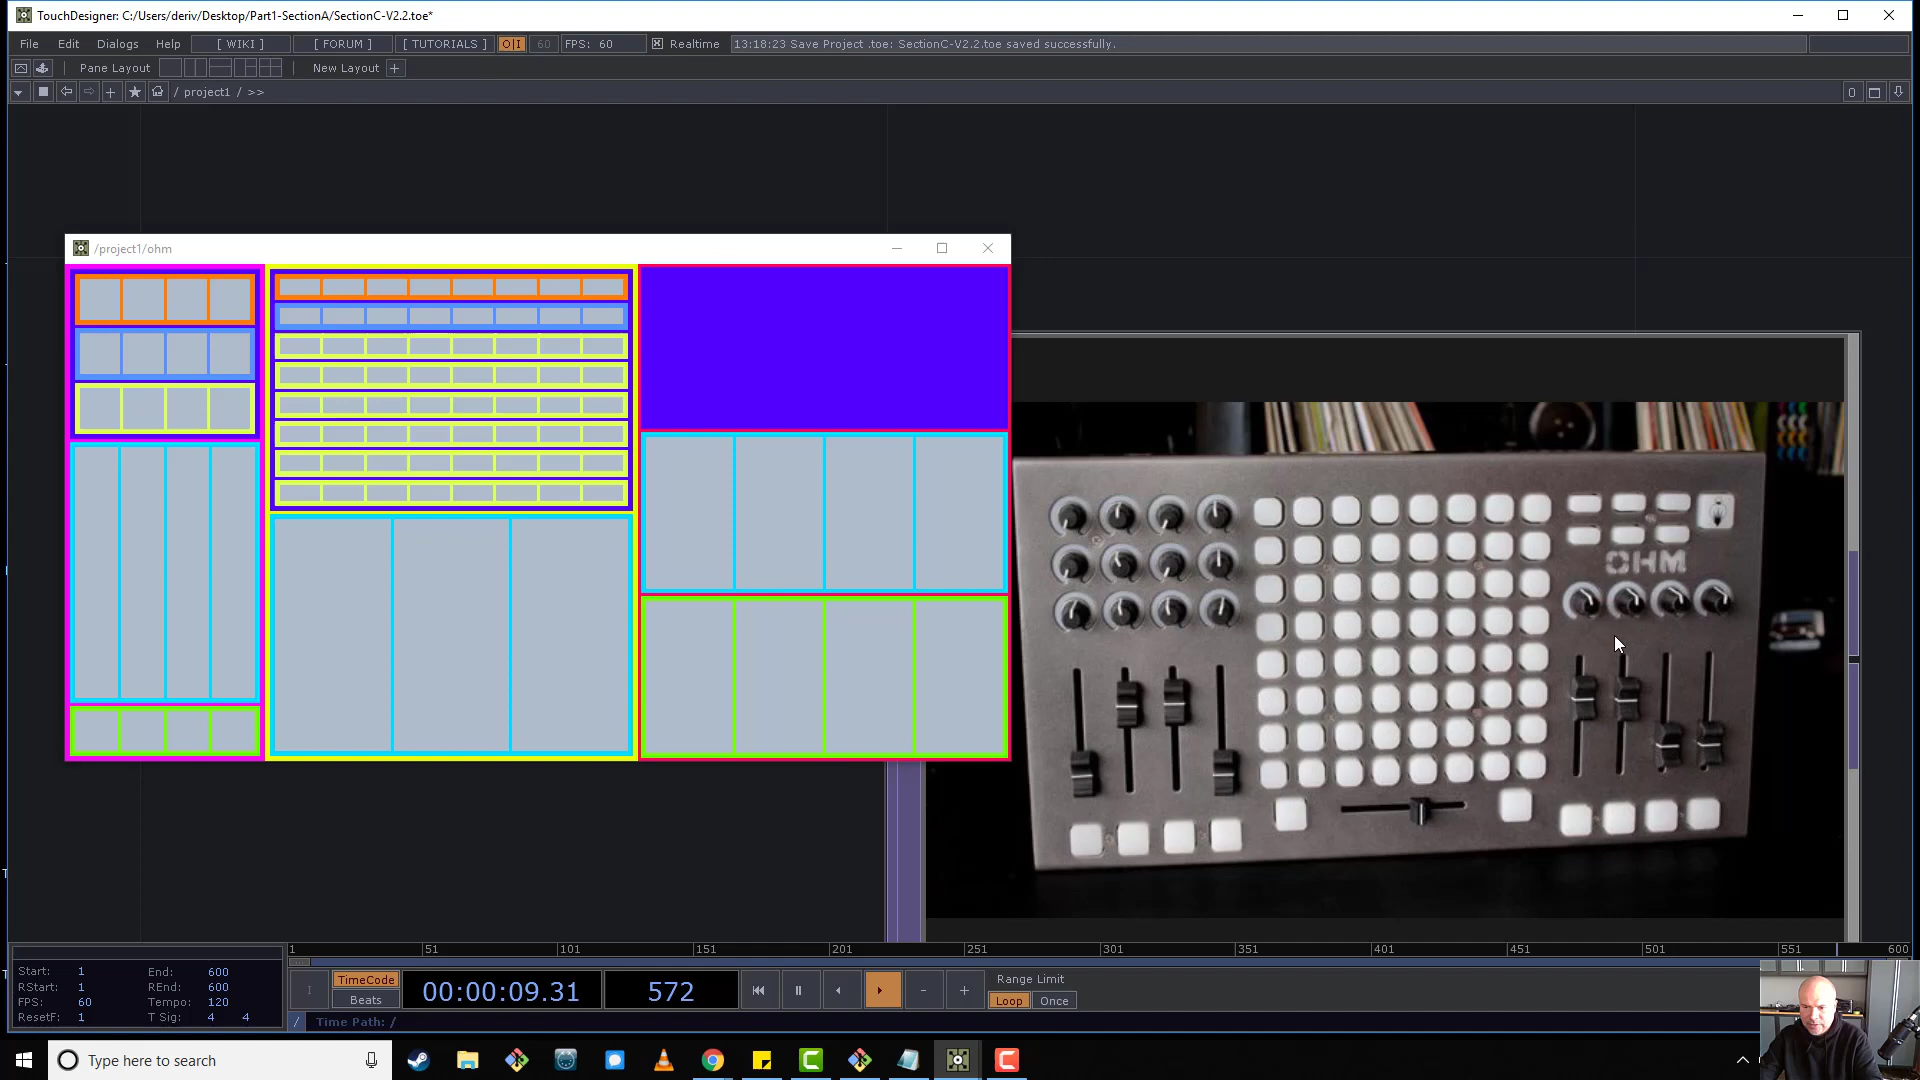 TouchDesigner: C:/Users/deriv/Desktop/Part1-SectionA/SectionC-V2.2.toe*
File Edit Dialogs Help [ WIKI ] [ FORUM ] [ TUTORIALS ] O|I 60 FPS: 60 Realtime 13:18:23 Save Project .toe: SectionC-V2.2.toe saved successfully.
Pane Layout New Layout +
/ project1 / >> 0
/project1/ohm
OHM
1 51 101 151 201 251 301 351 401 451 501 551 600
Start: 1 End: 600
RStart: 1 REnd: 600
FPS: 60 Tempo: 120
ResetF: 1 T Sig: 4 4
I TimeCode Beats 00:00:09.31 572 - + Range Limit
Loop Once
/ Time Path: /
Type here to search